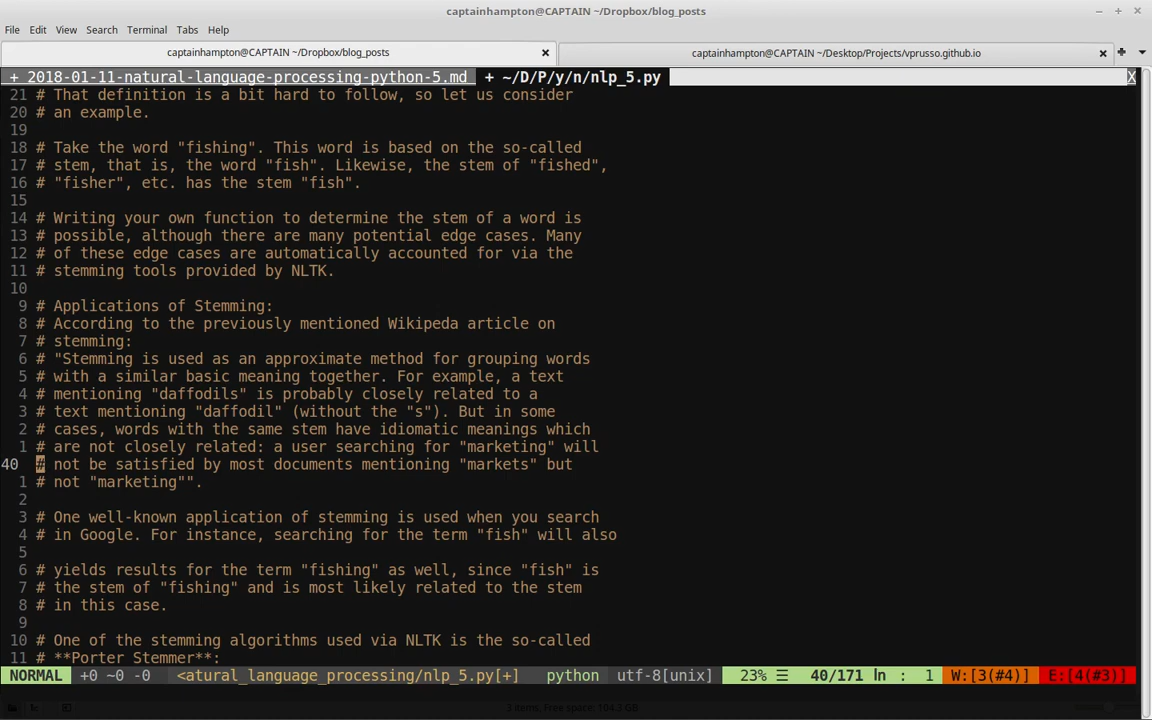 captainhampton@CAPTAIN ~/Dropbox/blog_posts
File Edit View Search Terminal Tabs Help
captainhampton@CAPTAIN ~/Dropbox/blog_posts captainhampton@CAPTAIN ~/Desktop/Projects/vprusso.github.io
+ 2018-01-11-natural-language-processing-python-5.md + ~/D/P/y/n/nlp_5.py X
21 # That definition is a bit hard to follow, so let us consider
20 # an example.
19
18 # Take the word "fishing". This word is based on the so-called
17 # stem, that is, the word "fish". Likewise, the stem of "fished",
16 # "fisher", etc. has the stem "fish".
15
14 # Writing your own function to determine the stem of a word is
13 # possible, although there are many potential edge cases. Many
12 # of these edge cases are automatically accounted for via the
11 # stemming tools provided by NLTK.
10
9 # Applications of Stemming:
8 # According to the previously mentioned Wikipeda article on
7 # stemming:
6 # "Stemming is used as an approximate method for grouping words
5 # with a similar basic meaning together. For example, a text
4 # mentioning "daffodils" is probably closely related to a
3 # text mentioning "daffodil" (without the "s"). But in some
2 # cases, words with the same stem have idiomatic meanings which
1 # are not closely related: a user searching for "marketing" will
40 # not be satisfied by most documents mentioning "markets" but
1 # not "marketing"".
2
3 # One well-known application of stemming is used when you search
4 # in Google. For instance, searching for the term "fish" will also
5
6 # yields results for the term "fishing" as well, since "fish" is
7 # the stem of "fishing" and is most likely related to the stem
8 # in this case.
9
10 # One of the stemming algorithms used via NLTK is the so-called
11 # **Porter Stemmer**:
NORMAL +0 ~0 -0 <atural_language_processing/nlp_5.py[+] python utf-8[unix] 23% ☰ 40/171 ln : 1 W:[3(#4)] E:[4(#3)]
3 items, Free space: 104.3 GB